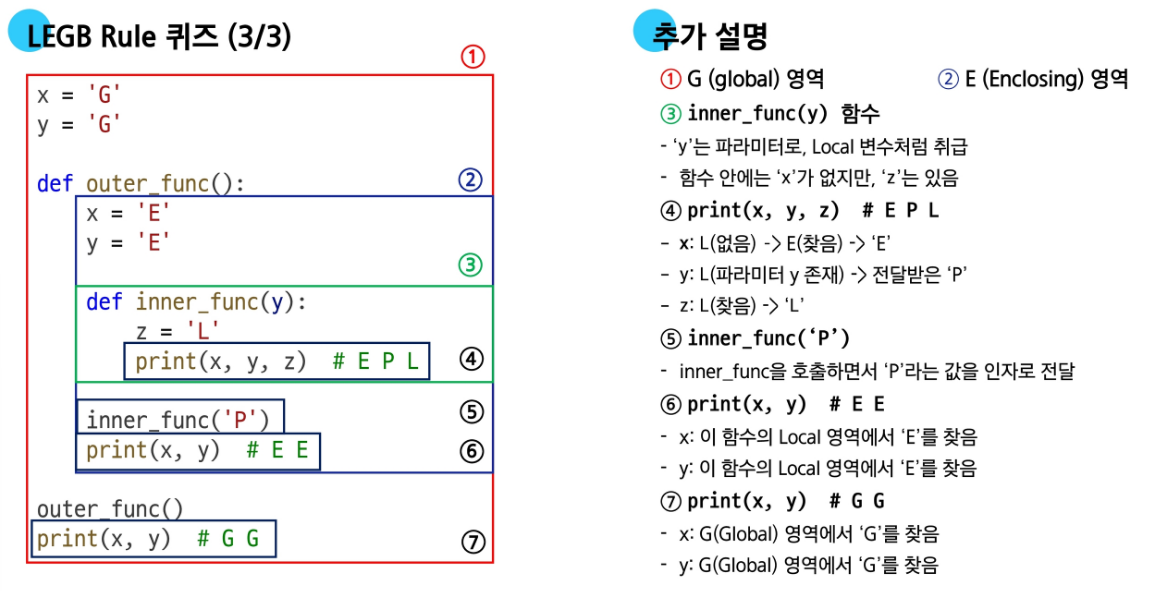 LEGB Rule 퀴즈 (3/3)
①
x = 'G'
y = 'G'
def outer_func():
②
x = 'E'
y = 'E'
③
def inner_func(y):
z = 'L'
print(x, y, z)  # E P L
④
inner_func('P')
⑤
print(x, y)  # E E
⑥
outer_func()
print(x, y)  # G G
⑦
추가 설명
① G (global) 영역
② E (Enclosing) 영역
③ inner_func(y) 함수
- ‘y’는 파라미터로, Local 변수처럼 취급
- 함수 안에는 ‘x’가 없지만, ‘z’는 있음
④ print(x, y, z)  # E P L
- x: L(없음) -> E(찾음) -> ‘E’
- y: L(파라미터 y 존재) -> 전달받은 ‘P’
- z: L(찾음) -> ‘L’
⑤ inner_func(‘P’)
- inner_func을 호출하면서 ‘P’라는 값을 인자로 전달
⑥ print(x, y)  # E E
- x: 이 함수의 Local 영역에서 ‘E’를 찾음
- y: 이 함수의 Local 영역에서 ‘E’를 찾음
⑦ print(x, y)  # G G
- x: G(Global) 영역에서 ‘G’를 찾음
- y: G(Global) 영역에서 ‘G’를 찾음